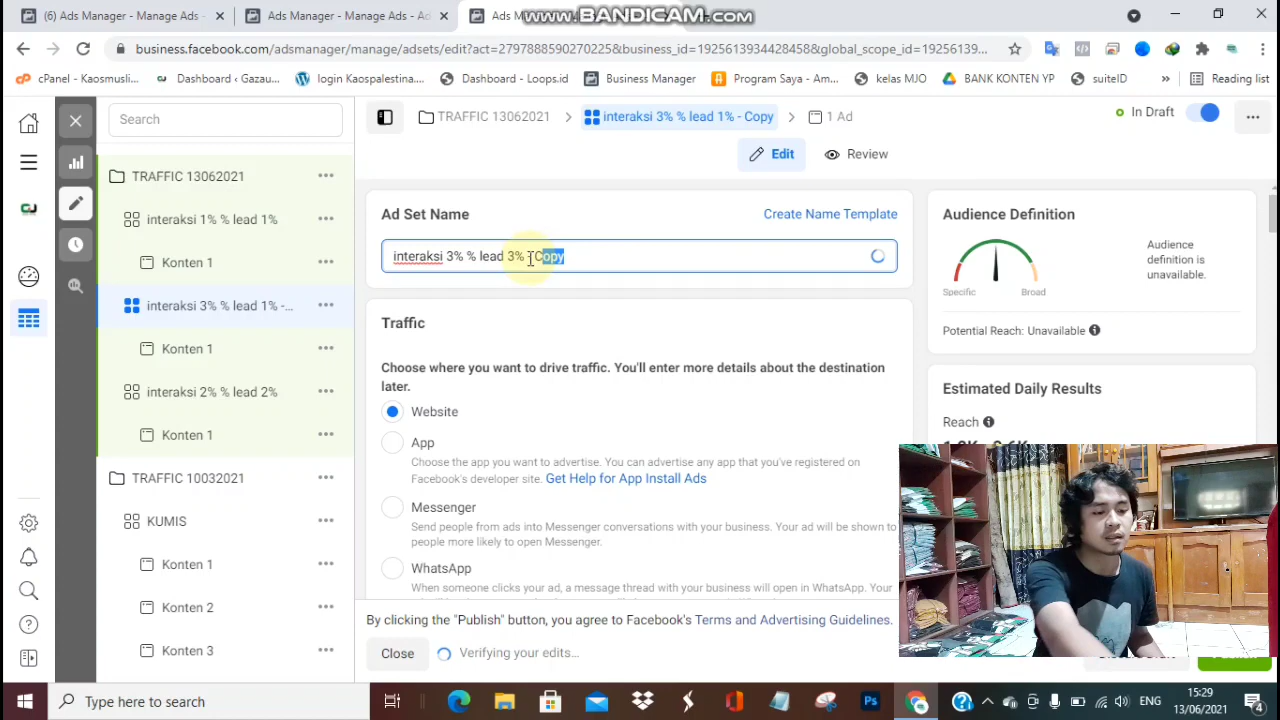 (6) Ads Manager - Manage Ads -
Ads Manager - Manage Ads - Ad
Ads M
WWW.BANDICAM.COM
business.facebook.com/adsmanager/manage/adsets/edit?act=2797888590270225&business_id=1925613934428458&global_scope_id=19256139...
cPanel - Kaosmusli...
Dashboard ‹ Gazau...
login Kaospalestina...
Dashboard - Loops.id
Business Manager
Program Saya - Am...
kelas MJO
BANK KONTEN YP
suiteID
»
Reading list
Search
TRAFFIC 13062021
interaksi 1% % lead 1%
Konten 1
interaksi 3% % lead 1% -...
Konten 1
interaksi 2% % lead 2%
Konten 1
TRAFFIC 10032021
KUMIS
Konten 1
Konten 2
Konten 3
TRAFFIC 13062021
interaksi 3% % lead 1% - Copy
1 Ad
In Draft
Edit
Review
Ad Set Name
Create Name Template
interaksi 3% % lead 3% - Copy
Traffic
Choose where you want to drive traffic. You'll enter more details about the destination
later.
Website
App
Choose the app you want to advertise. You can advertise any app that you've registered on
Facebook's developer site. Get Help for App Install Ads
Messenger
Send people from ads into Messenger conversations with your business. Your ad will be shown to
people more likely to open Messenger.
WhatsApp
When someone clicks your ad, a message thread with your business will open in WhatsApp. Your
By clicking the "Publish" button, you agree to Facebook's Terms and Advertising Guidelines.
Close
Verifying your edits...
Audience Definition
Audience
definition is
unavailable.
Specific
Broad
Potential Reach: Unavailable
Estimated Daily Results
Reach
Type here to search
ENG
15:29
13/06/2021
4